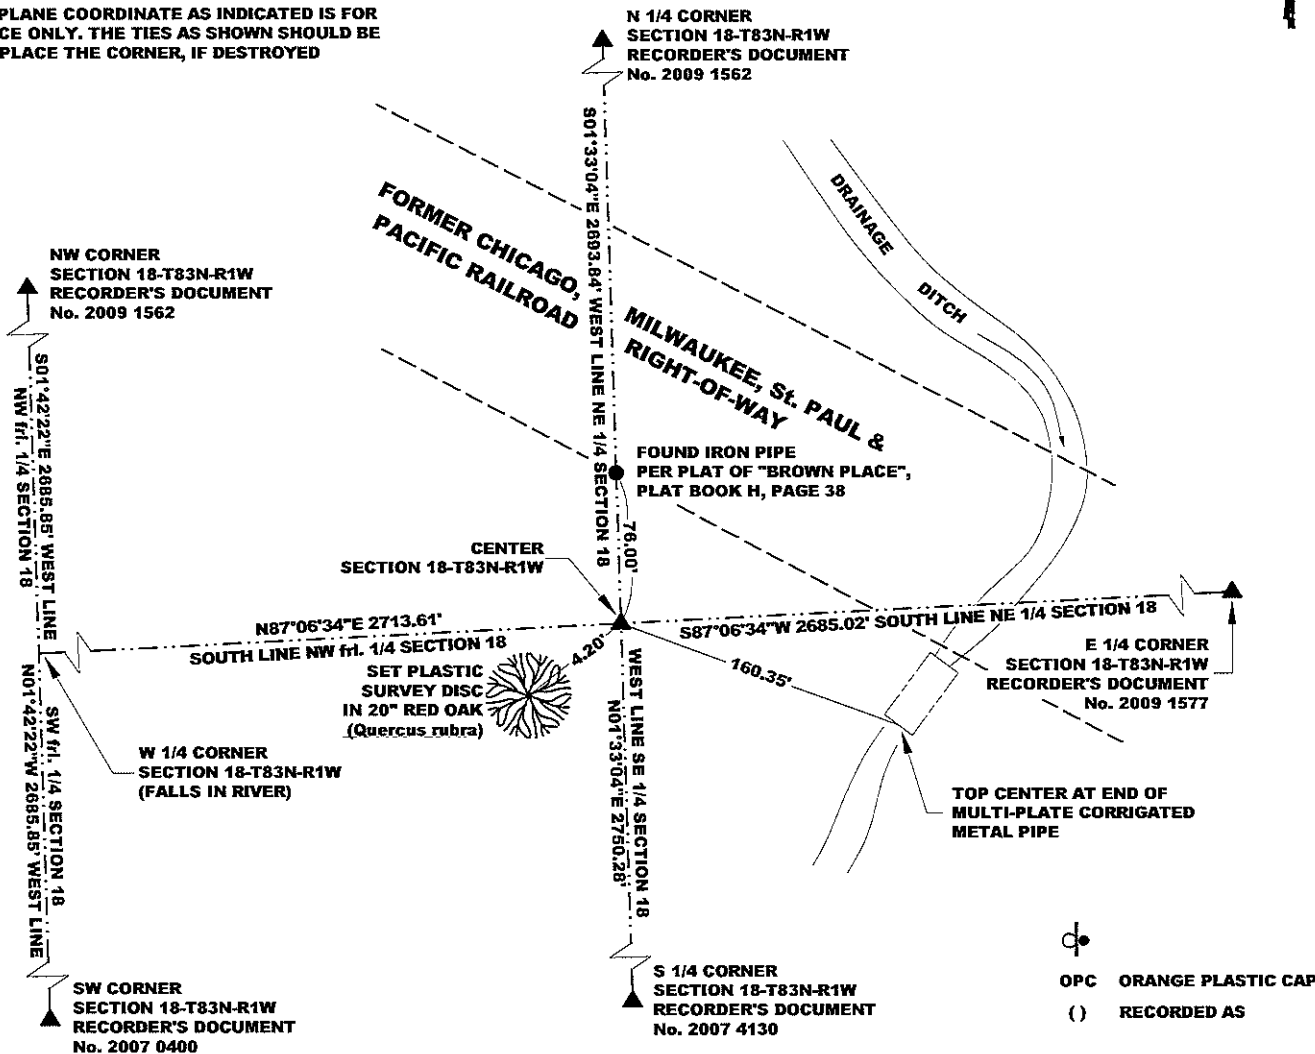 PLANE COORDINATE AS INDICATED IS FOR
CE ONLY. THE TIES AS SHOWN SHOULD BE
PLACE THE CORNER, IF DESTROYED
N 1/4 CORNER
SECTION 18-T83N-R1W
RECORDER'S DOCUMENT
No. 2009 1562
S01°33'04"E 2693.84' WEST LINE NE 1/4 SECTION 18
FORMER CHICAGO,
PACIFIC RAILROAD
MILWAUKEE, St. PAUL &
RIGHT-OF-WAY
DRAINAGE
DITCH
NW CORNER
SECTION 18-T83N-R1W
RECORDER'S DOCUMENT
No. 2009 1562
S01°42'22"E 2685.85' WEST LINE
NW frl. 1/4 SECTION 18
FOUND IRON PIPE
PER PLAT OF "BROWN PLACE",
PLAT BOOK H, PAGE 38
76.00'
CENTER
SECTION 18-T83N-R1W
N87°06'34"E 2713.61'
SOUTH LINE NW frl. 1/4 SECTION 18
S87°06'34"W 2685.02' SOUTH LINE NE 1/4 SECTION 18
4.20'
160.35'
SET PLASTIC
SURVEY DISC
IN 20" RED OAK
(Quercus rubra)
E 1/4 CORNER
SECTION 18-T83N-R1W
RECORDER'S DOCUMENT
No. 2009 1577
W 1/4 CORNER
SECTION 18-T83N-R1W
(FALLS IN RIVER)
SW frl. 1/4 SECTION 18
N01°42'22"W 2685.85' WEST LINE
WEST LINE SE 1/4 SECTION 18
N01°33'04"E 2750.28'
TOP CENTER AT END OF
MULTI-PLATE CORRIGATED
METAL PIPE
SW CORNER
SECTION 18-T83N-R1W
RECORDER'S DOCUMENT
No. 2007 0400
S 1/4 CORNER
SECTION 18-T83N-R1W
RECORDER'S DOCUMENT
No. 2007 4130
OPC ORANGE PLASTIC CAP
( ) RECORDED AS